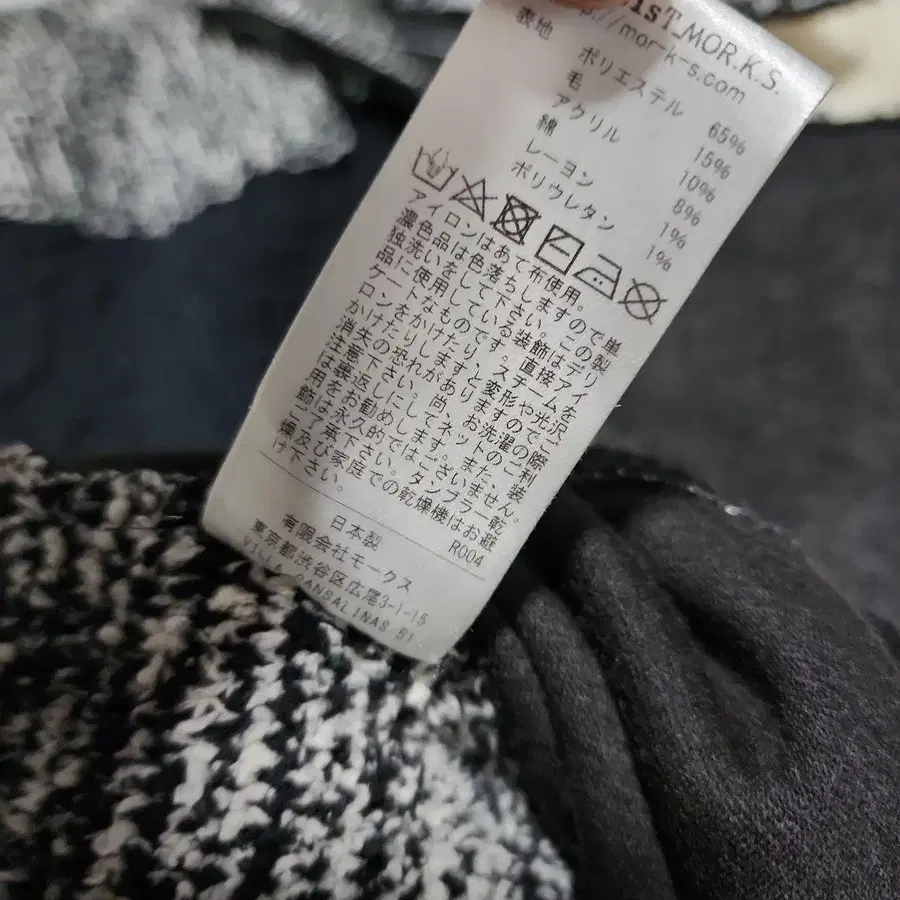 1sT_MOR.K.S.
p://mor-k-s.com
表地
ポリエステル 65%
毛 15%
アクリル 10%
綿 8%
レーヨン 1%
ポリウレタン 1%
アイロンはあて布使用。
濃色品は色落ちしますので単
独洗いをして下さい。この製
品に使用している装飾はデリ
ケートなものです。直接アイ
ロンをかけたり、スチームを
かけたりしますと変形や光沢
消失の恐れがありますのでご
注意下さい。尚、お洗濯の際
は裏返しにしてネットのご利
用をお勧めします。また、装
飾は永久的ではございません。
ご了承下さい。タンブラー乾
燥及び家庭での乾燥機はお避
け下さい。
R004
日本製
有限会社モークス
東京都渋谷区広尾3-1-15
VILLA CANBALINAS B1